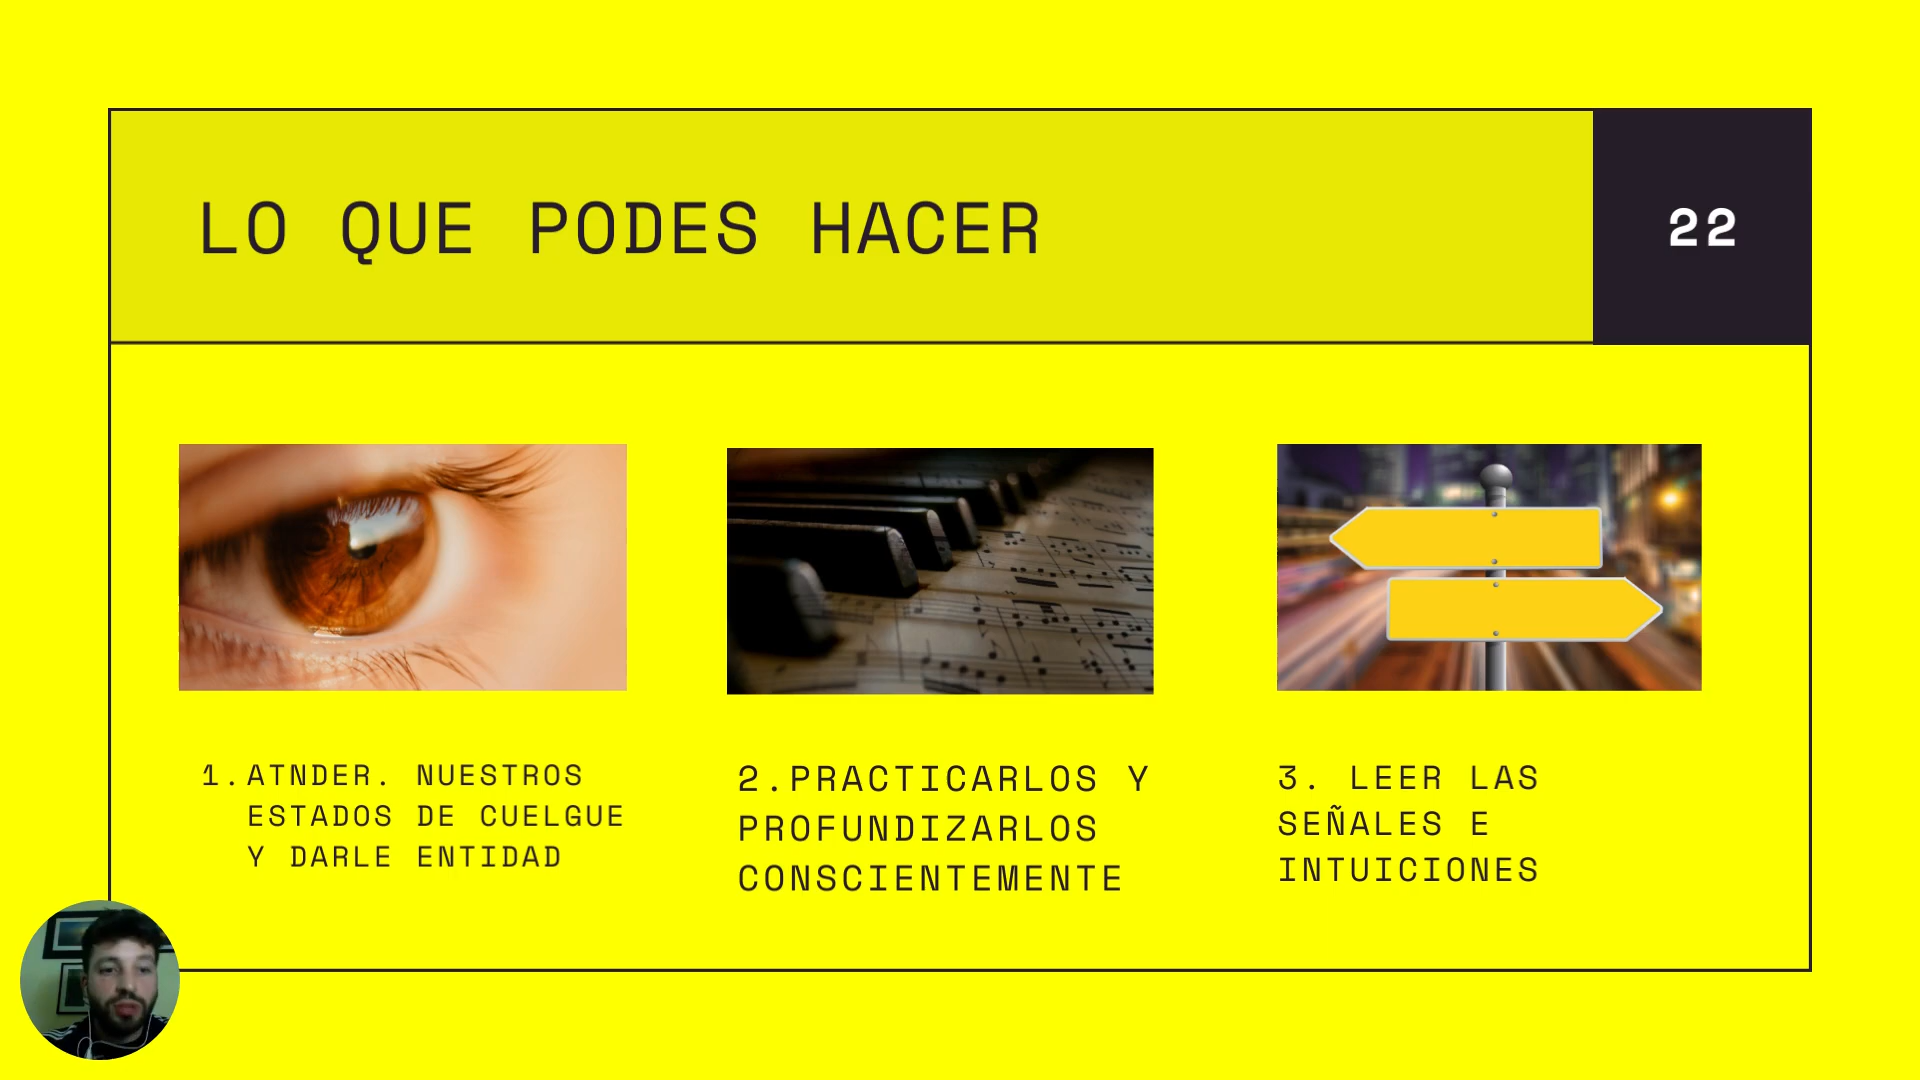 LO QUE PODES HACER
22
1.ATNDER. NUESTROS
ESTADOS DE CUELGUE
Y DARLE ENTIDAD
2.PRACTICARLOS Y
PROFUNDIZARLOS
CONSCIENTEMENTE
3. LEER LAS
SEÑALES E
INTUICIONES